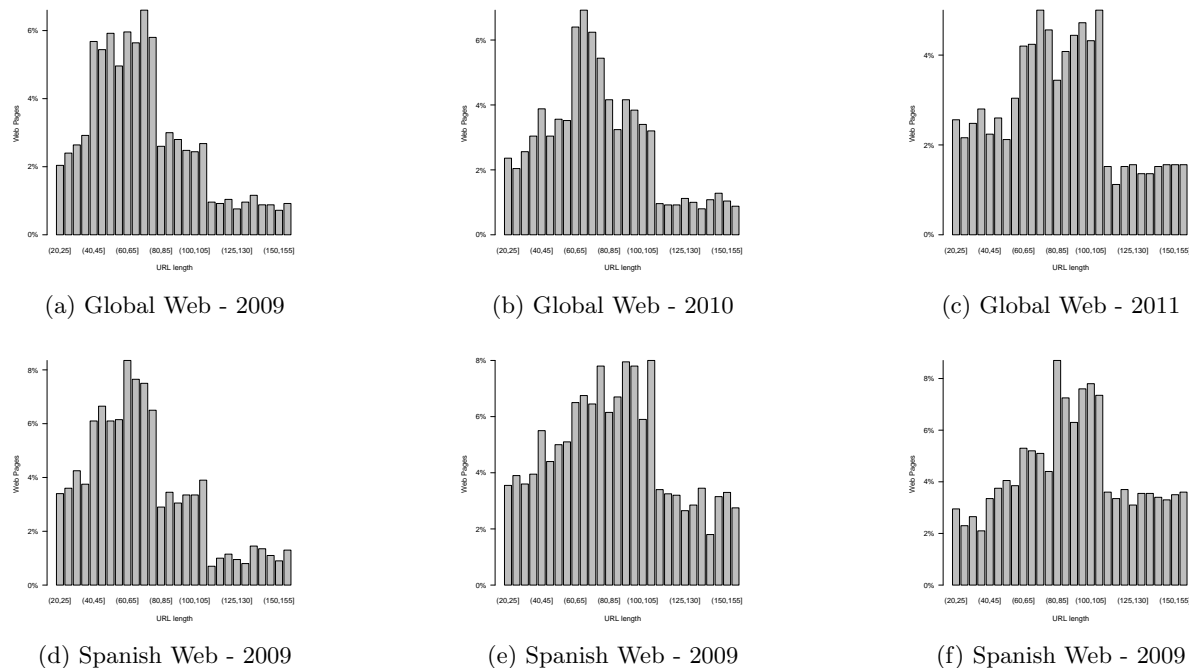 6%
4%
2%
0%
Web Pages
(20,25] (40,45] (60,65] (80,85] (100,105] (125,130] (150,155]
URL length
(a) Global Web - 2009
6%
4%
2%
0%
Web Pages
(20,25] (40,45] (60,65] (80,85] (100,105] (125,130] (150,155]
URL length
(b) Global Web - 2010
4%
2%
0%
Web Pages
(20,25] (40,45] (60,65] (80,85] (100,105] (125,130] (150,155]
URL length
(c) Global Web - 2011
8%
6%
4%
2%
0%
Web Pages
(20,25] (40,45] (60,65] (80,85] (100,105] (125,130] (150,155]
URL length
(d) Spanish Web - 2009
8%
6%
4%
2%
0%
Web Pages
(20,25] (40,45] (60,65] (80,85] (100,105] (125,130] (150,155]
URL length
(e) Spanish Web - 2009
8%
6%
4%
2%
0%
Web Pages
(20,25] (40,45] (60,65] (80,85] (100,105] (125,130] (150,155]
URL length
(f) Spanish Web - 2009